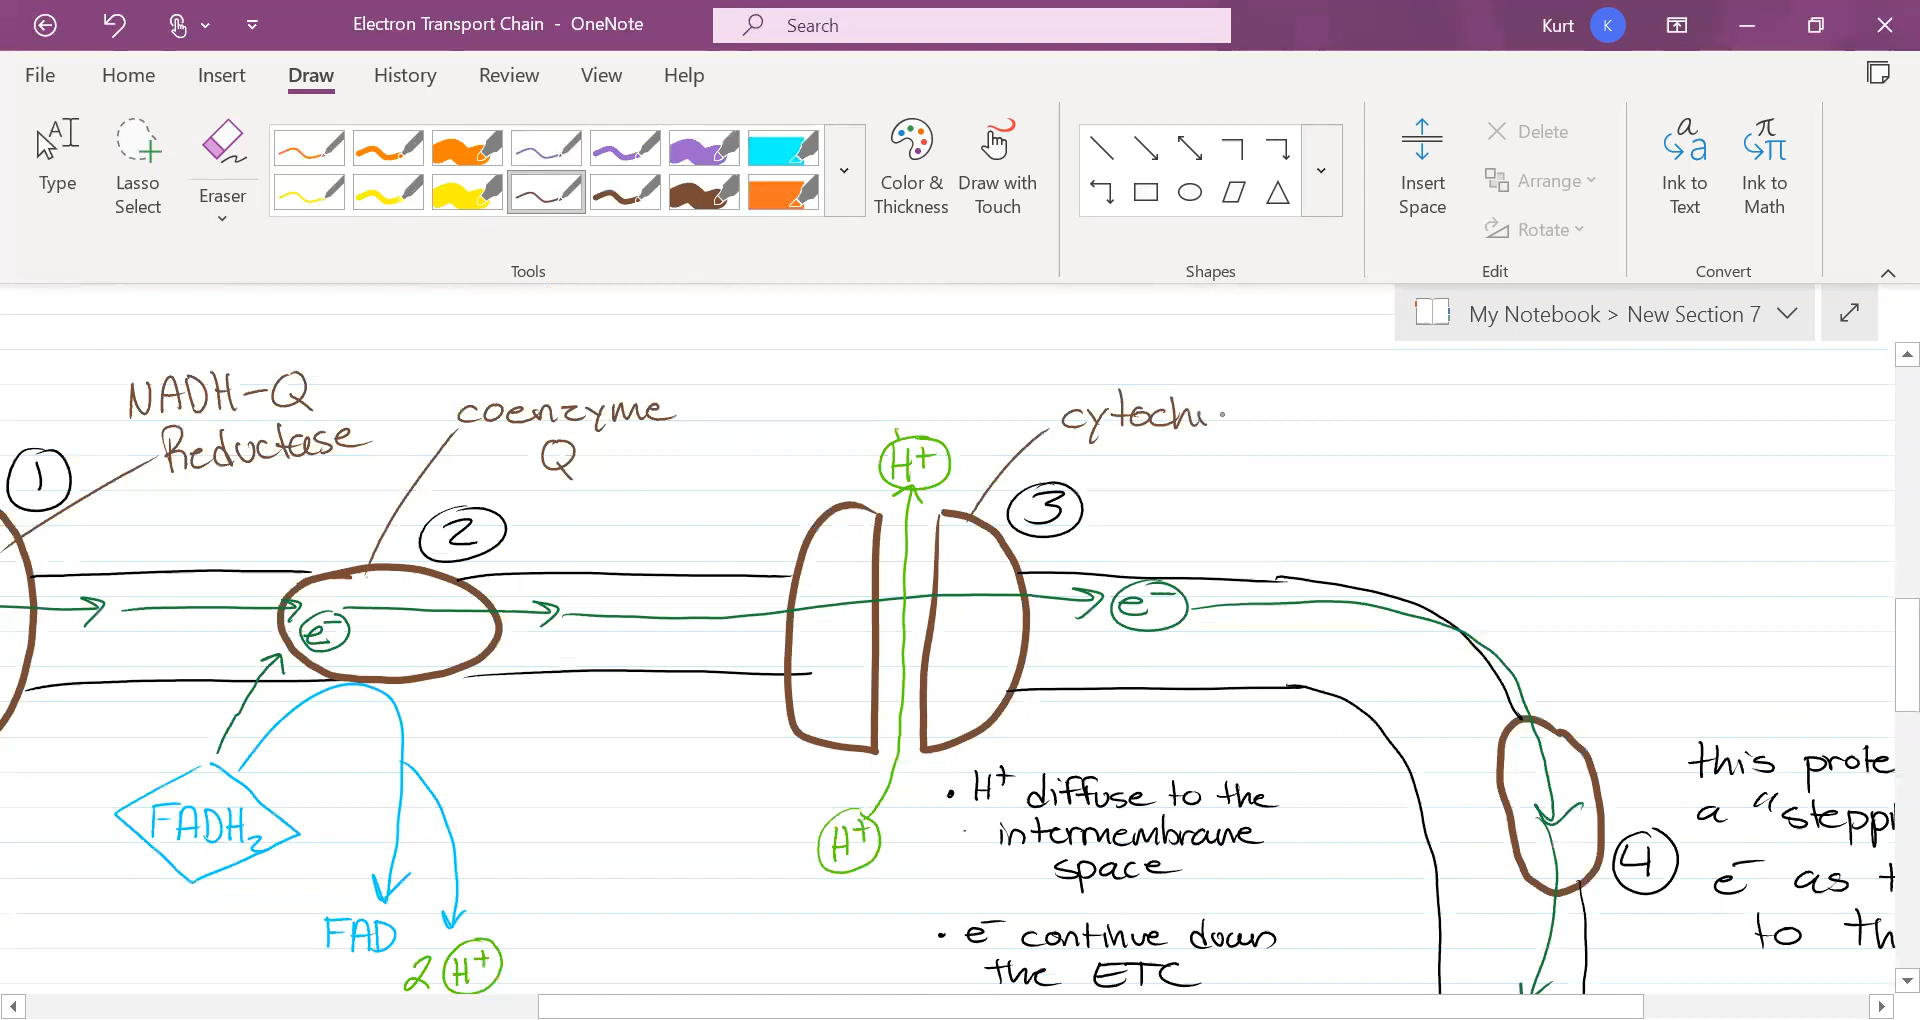 Electron Transport Chain - OneNote
Search
Kurt
K
File
Home
Insert
Draw
History
Review
View
Help
Type
Lasso
Select
Eraser
Color &
Thickness
Draw with
Touch
Tools
Shapes
Insert
Space
Delete
Arrange
Rotate
Edit
Ink to
Text
Ink to
Math
Convert
My Notebook > New Section 7
NADH-Q
Reductase
1
coenzyme
Q
2
cytoch
H+
3
e-
e-
FADH2
FAD
2 H+
H+
• H+ diffuse to the
intermembrane
space
• e- continue down
the ETC
4
this prote
a "stepp
e- as t
to th